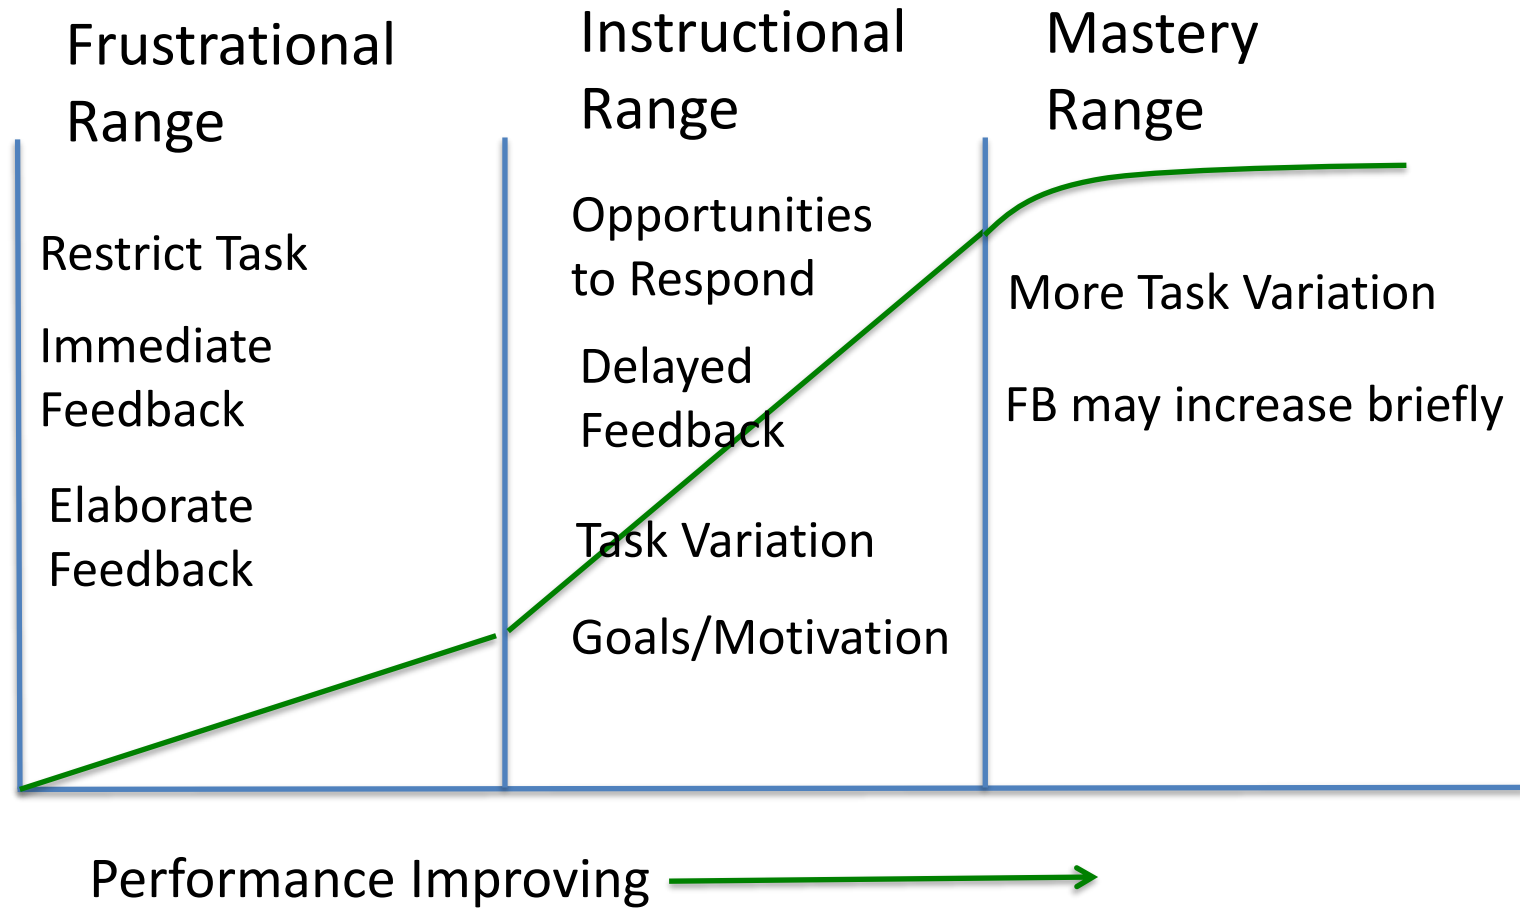 Frustrational
Range
Instructional
Range
Mastery
Range
Restrict Task
Immediate
Feedback
Elaborate
Feedback
Opportunities
to Respond
Delayed
Feedback
Task Variation
Goals/Motivation
More Task Variation
FB may increase briefly
Performance Improving